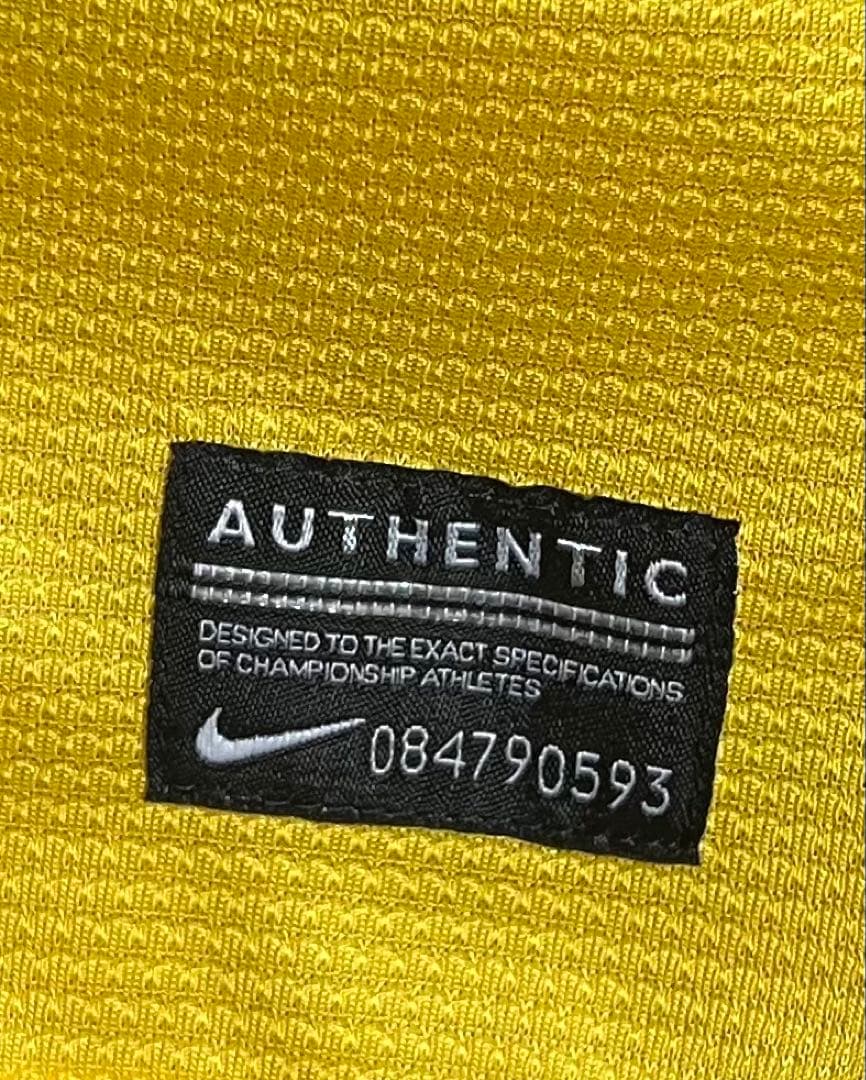 AUTHENTIC
DESIGNED TO THE EXACT SPECIFICATIONS
OF CHAMPIONSHIP ATHLETES
084790593